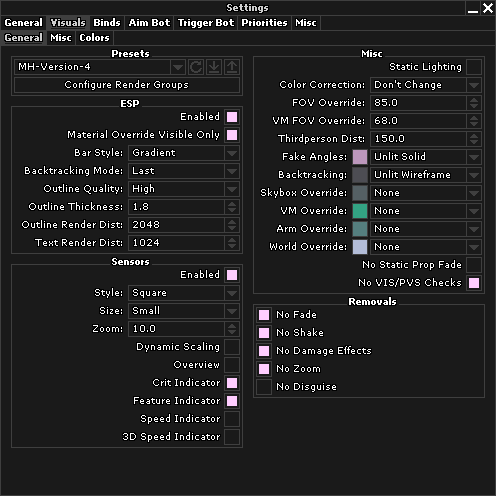 Settings
General Visuals Binds Aim Bot Trigger Bot Priorities Misc
General Misc Colors
Presets
MH-Version-4
Configure Render Groups
ESP
Enabled
Material Override Visible Only
Bar Style: Gradient
Backtracking Mode: Last
Outline Quality: High
Outline Thickness: 1.8
Outline Render Dist: 2048
Text Render Dist: 1024
Sensors
Enabled
Style: Square
Size: Small
Zoom: 10.0
Dynamic Scaling
Overview
Crit Indicator
Feature Indicator
Speed Indicator
3D Speed Indicator
Misc
Static Lighting
Color Correction: Don't Change
FOV Override: 85.0
VM FOV Override: 68.0
Thirdperson Dist: 150.0
Fake Angles: Unlit Solid
Backtracking: Unlit Wireframe
Skybox Override: None
VM Override: None
Arm Override: None
World Override: None
No Static Prop Fade
No VIS/PVS Checks
Removals
No Fade
No Shake
No Damage Effects
No Zoom
No Disguise